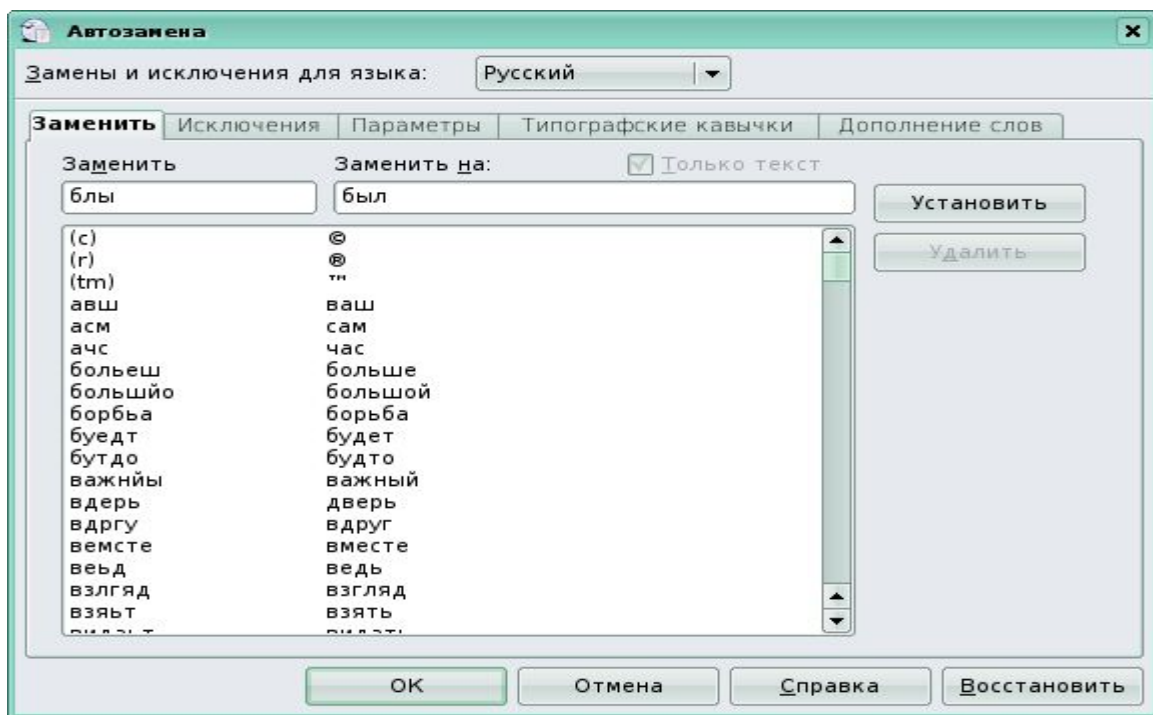 Автозамена
Замены и исключения для языка: Русский
Заменить Исключения Параметры Типографские кавычки Дополнение слов
Заменить Заменить на: Только текст
блы был Установить
Удалить
(c) ©
(r) ®
(tm) ™
авш ваш
асм сам
ачс час
больеш больше
большйо большой
борбьа борьба
буедт будет
бутдо будто
важнйы важный
вдерь дверь
вдргу вдруг
вемсте вместе
веьд ведь
взлгяд взгляд
взяьт взять
OK Отмена Справка Восстановить